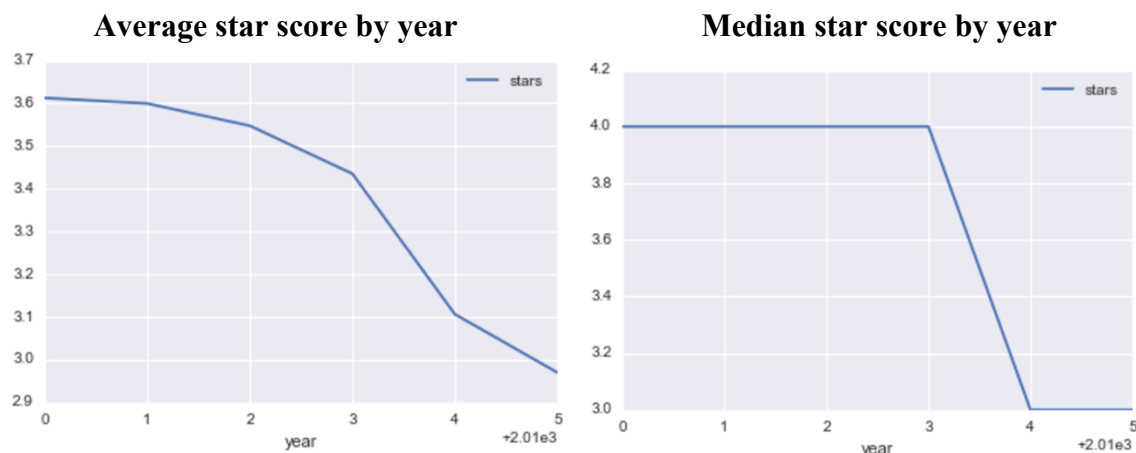 Average star score by year
3.7
3.6
3.5
3.4
3.3
3.2
3.1
3.0
2.9
0 1 2 3 4 5
year
+2.01e3
stars
Median star score by year
4.2
4.0
3.8
3.6
3.4
3.2
3.0
0 1 2 3 4 5
year
+2.01e3
stars